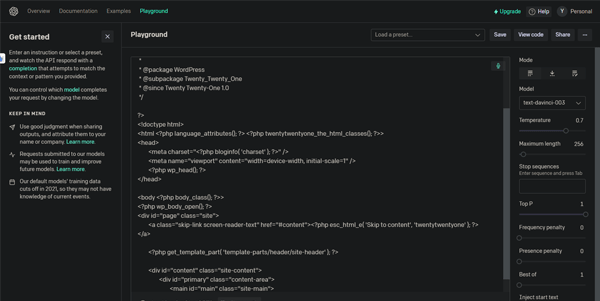 Overview Documentation Examples Playground
Upgrade ? Help Y Personal
Get started
Enter an instruction or select a preset,
and watch the API respond with a
completion that attempts to match the
context or pattern you provided.
You can control which model completes
your request by changing the model.
KEEP IN MIND
Use good judgement when sharing
outputs, and attribute them to your
name or company. Learn more.
Requests submitted to our models
may be used to train and improve
future models. Learn more.
Our default models' training data
cuts off in 2021, so they may not have
knowledge of current events.
Playground
Load a preset...
Save View code Share ...
*
* @package WordPress
* @subpackage Twenty_Twenty_One
* @since Twenty Twenty-One 1.0
*/
?>
<!doctype html>
<html <?php language_attributes(); ?> <?php twentytwentyone_the_html_classes(); ?>>
<head>
<meta charset="<?php bloginfo( 'charset' ); ?>" />
<meta name="viewport" content="width=device-width, initial-scale=1" />
<?php wp_head(); ?>
</head>
<body <?php body_class(); ?>>
<?php wp_body_open(); ?>
<div id="page" class="site">
<a class="skip-link screen-reader-text" href="#content"><?php esc_html_e( 'Skip to content', 'twentytwentyone' ); ?>
</a>
<?php get_template_part( 'template-parts/header/site-header' ); ?>
<div id="content" class="site-content">
<div id="primary" class="content-area">
<main id="main" class="site-main">
Mode
Model
text-davinci-003
Temperature 0.7
Maximum length 256
Stop sequences
Enter sequence and press Tab
Top P 1
Frequency penalty 0
Presence penalty 0
Best of 1
Inject start text